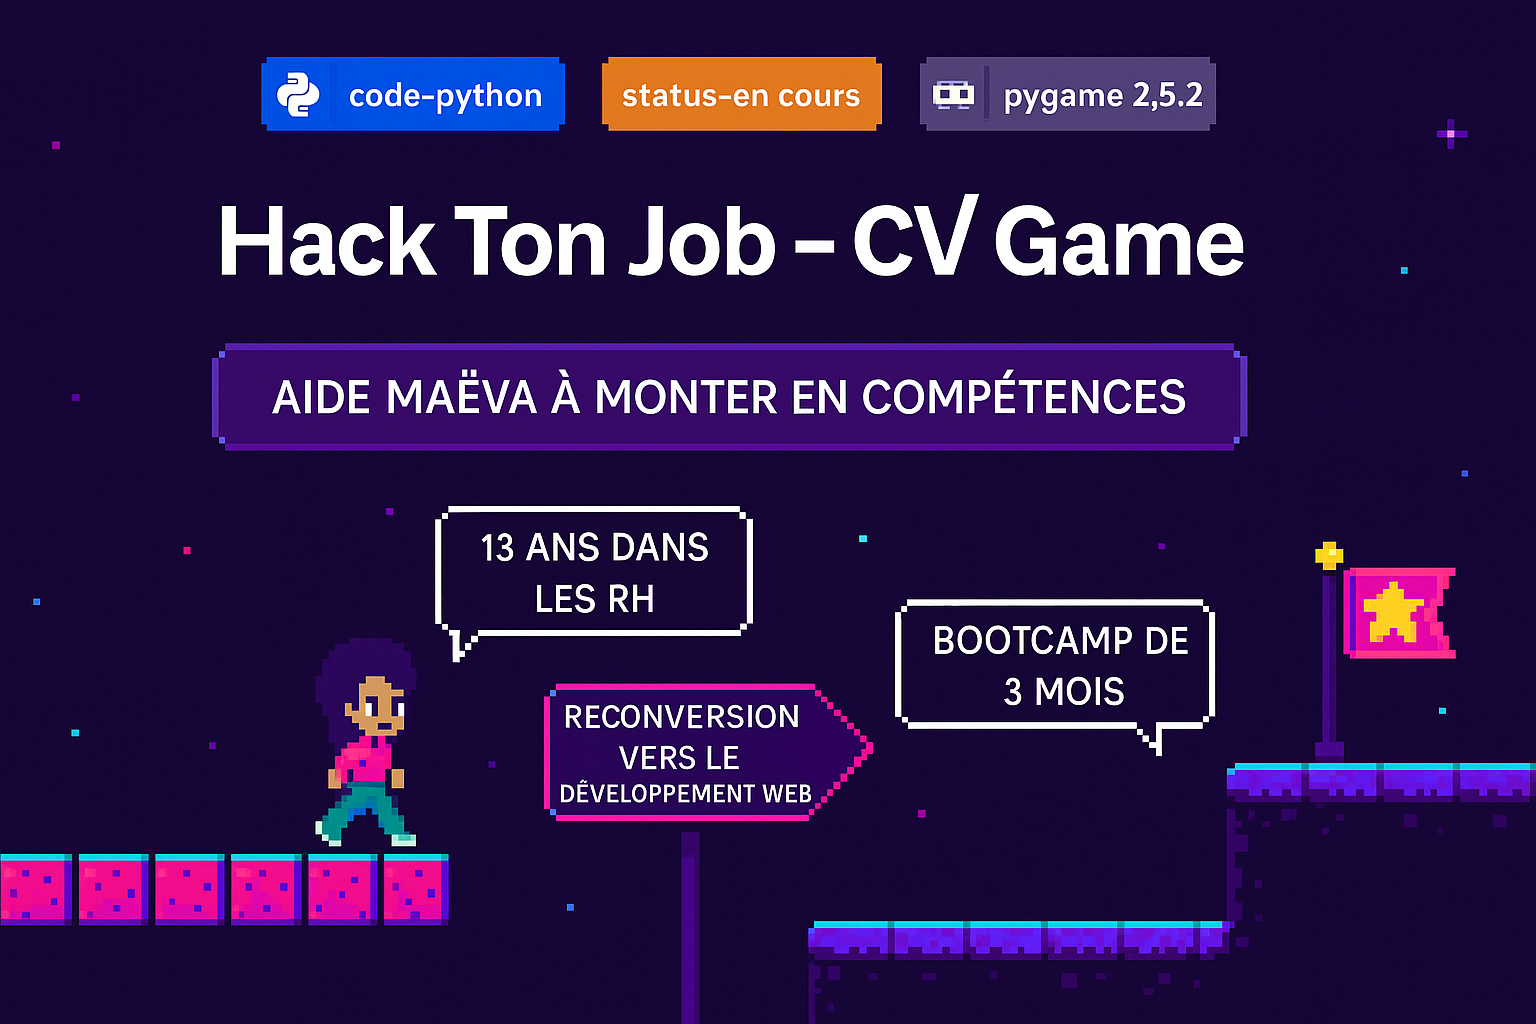 code-python
status-en cours
pygame 2,5.2
Hack Ton Job – CV Game
AIDE MAËVA À MONTER EN COMPÉTENCES
13 ANS DANS
LES RH
BOOTCAMP DE
3 MOIS
RECONVERSION
VERS LE
DẼVELOPPEMENT WEB